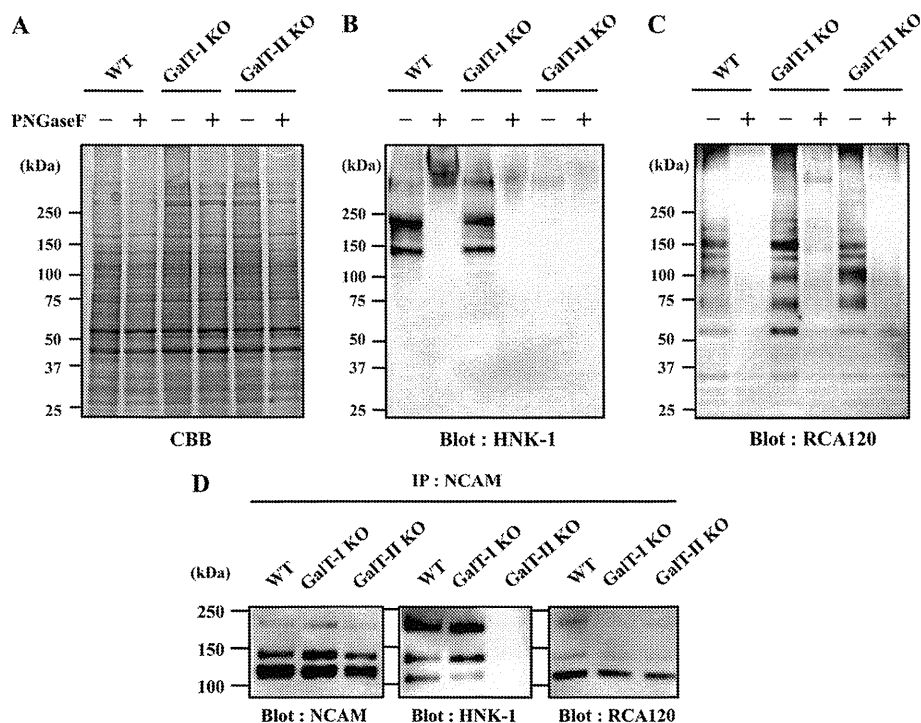 A
B
C
WT
GalT-I KO
GalT-II KO
WT
GalT-I KO
GalT-II KO
WT
GalT-I KO
GalT-II KO
PNGaseF − + − + − +
− + − + − +
− + − + − +
(kDa)
250
150
100
75
50
37
25
(kDa)
250
150
100
75
50
37
25
(kDa)
250
150
100
75
50
37
25
CBB
Blot : HNK-1
Blot : RCA120
D
IP : NCAM
WT
GalT-I KO
GalT-II KO
WT
GalT-I KO
GalT-II KO
WT
GalT-I KO
GalT-II KO
(kDa)
250
150
100
Blot : NCAM
Blot : HNK-1
Blot : RCA120